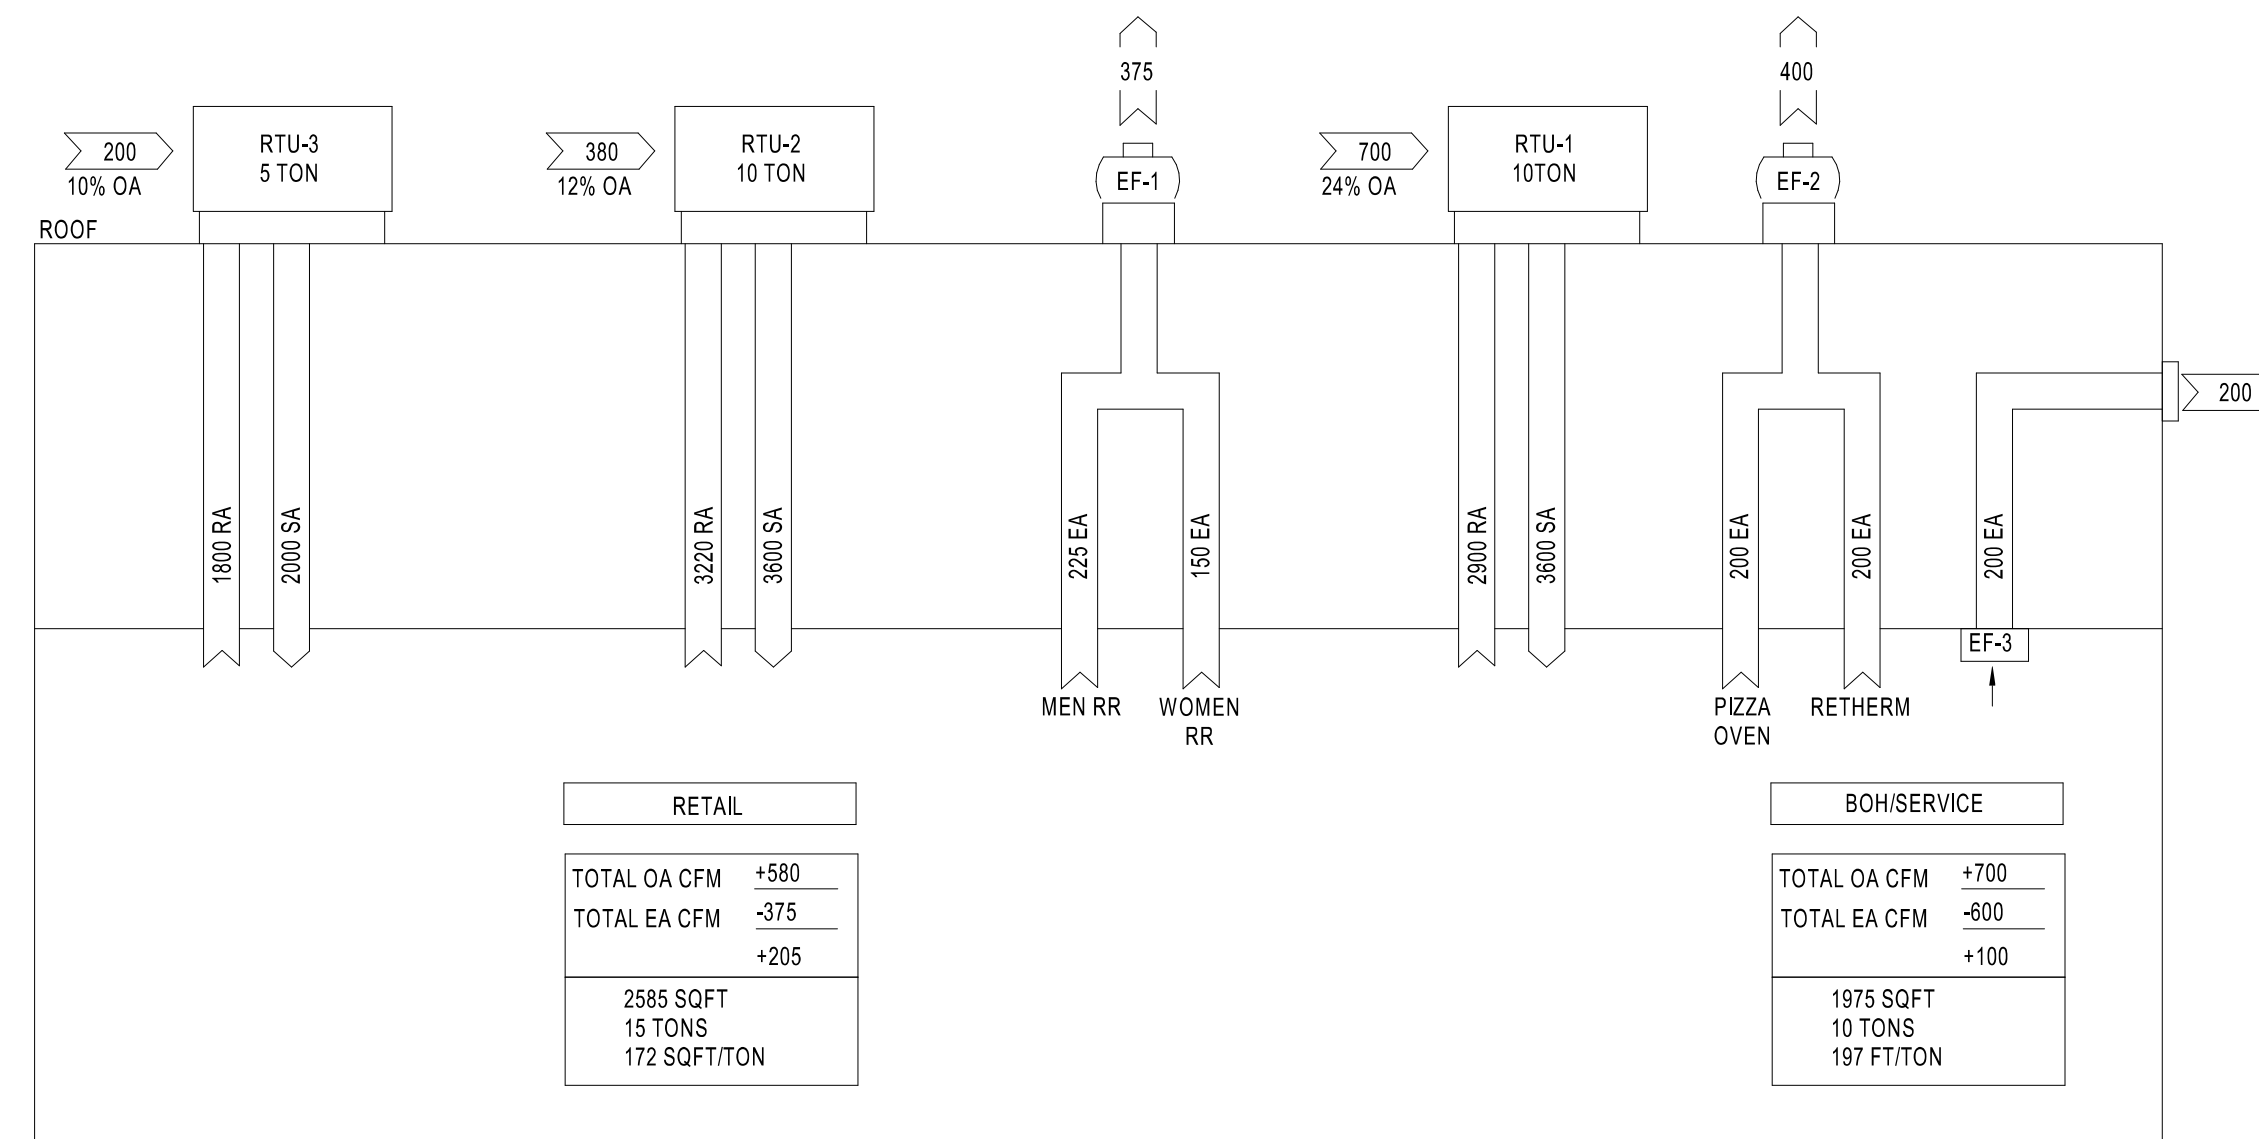 375
400
200
10% OA
RTU-3
5 TON
380
12% OA
RTU-2
10 TON
EF-1
700
24% OA
RTU-1
10TON
EF-2
ROOF
200
1800 RA
2000 SA
3220 RA
3600 SA
225 EA
150 EA
2900 RA
3600 SA
200 EA
200 EA
200 EA
EF-3
MEN RR
WOMEN
RR
PIZZA
OVEN
RETHERM
RETAIL
TOTAL OA CFM +580
TOTAL EA CFM -375
+205
2585 SQFT
15 TONS
172 SQFT/TON
BOH/SERVICE
TOTAL OA CFM +700
TOTAL EA CFM -600
+100
1975 SQFT
10 TONS
197 FT/TON